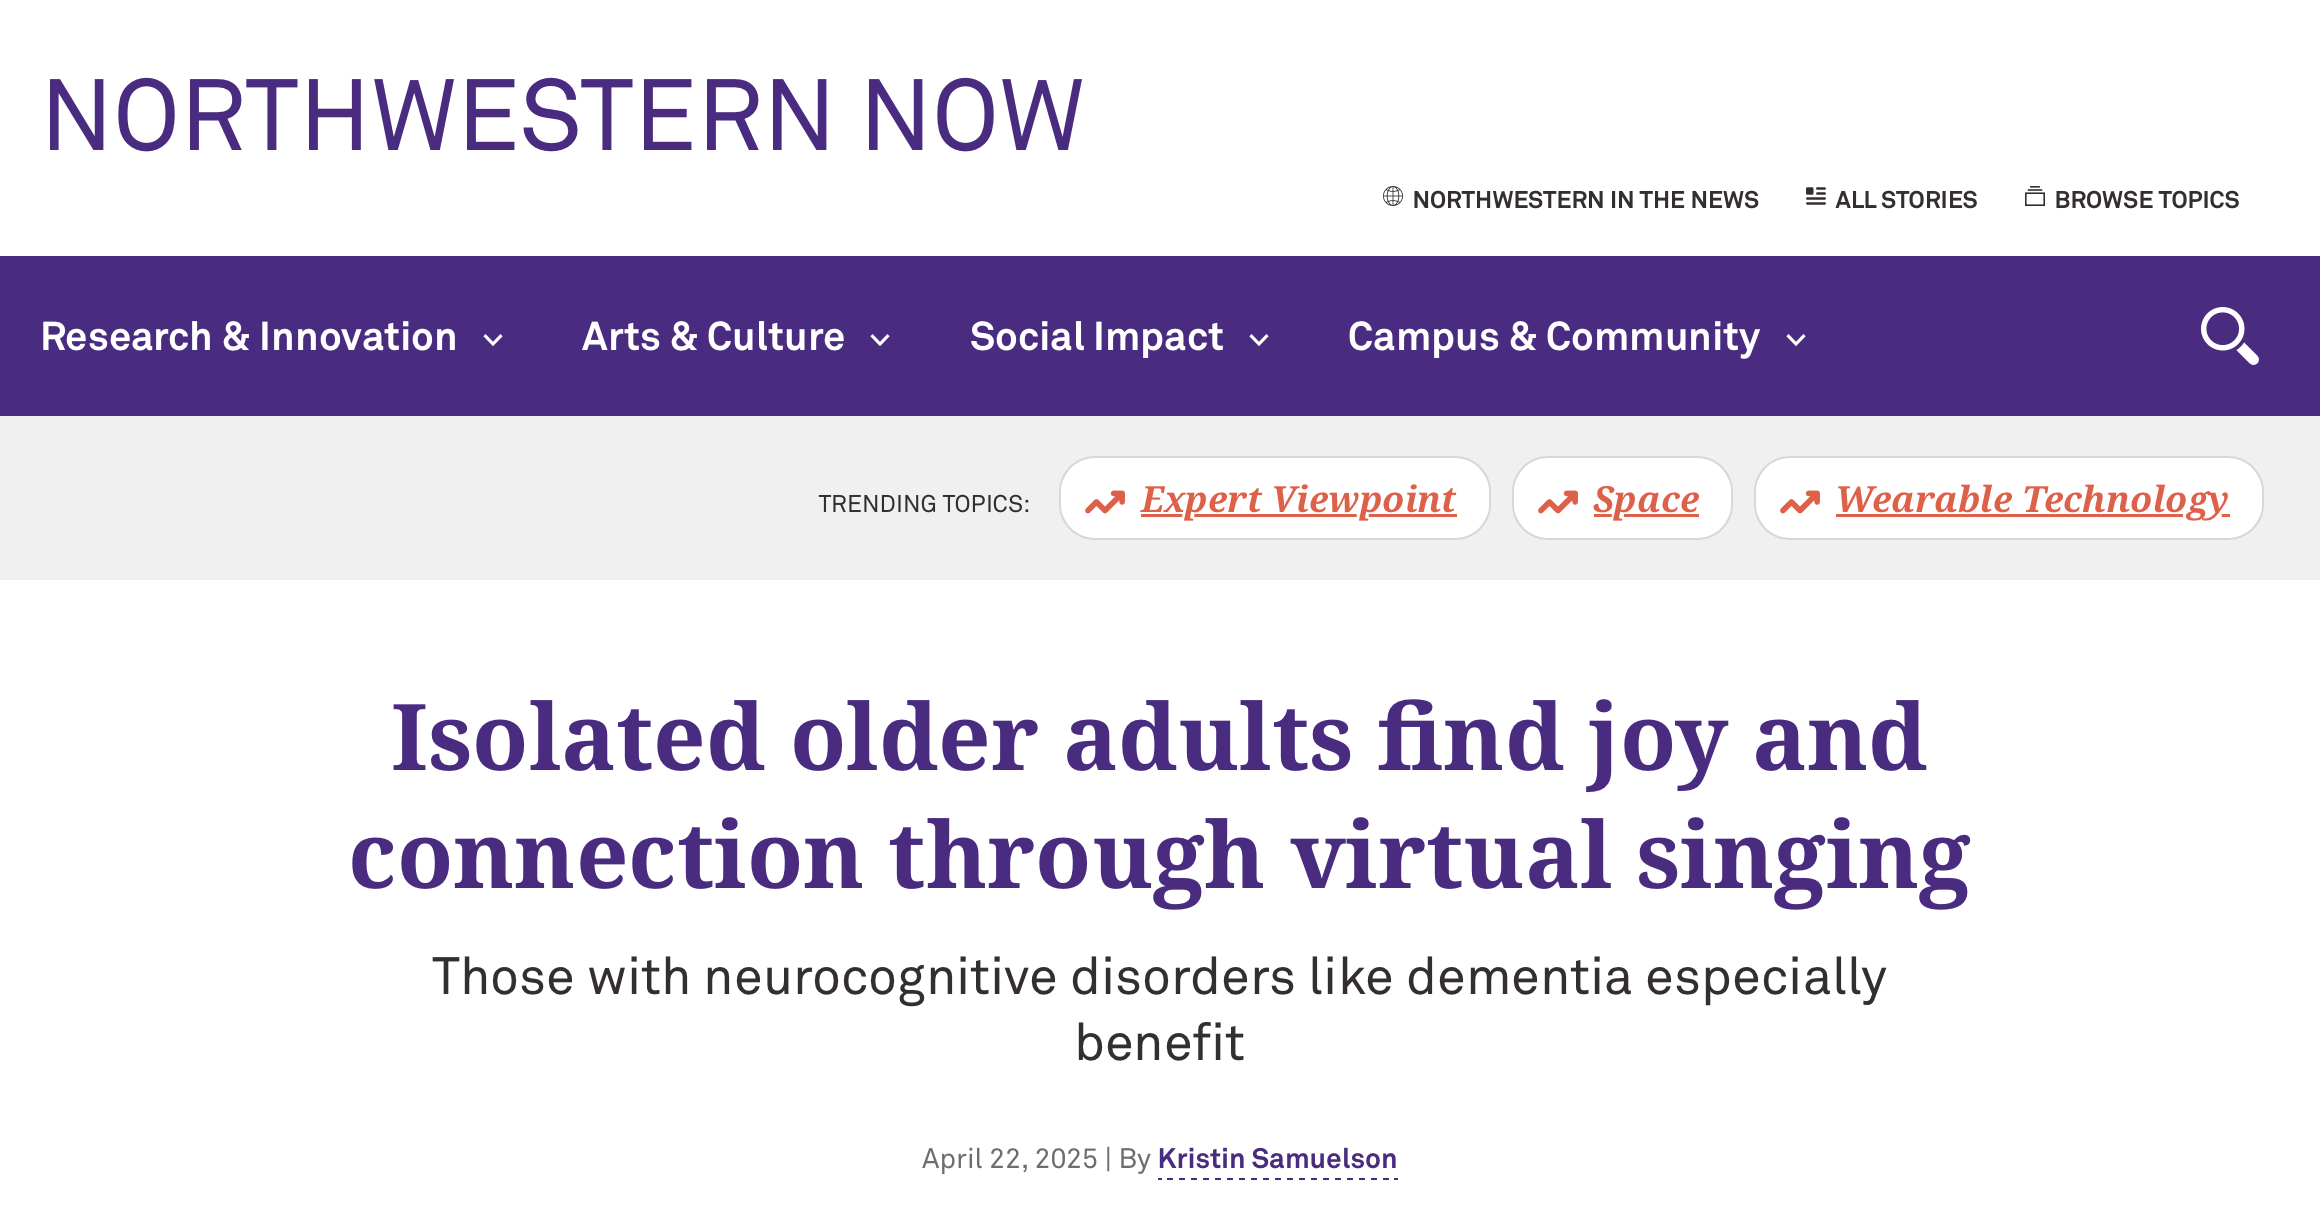 NORTHWESTERN NOW
NORTHWESTERN IN THE NEWS ALL STORIES BROWSE TOPICS
Research & Innovation Arts & Culture Social Impact Campus & Community
TRENDING TOPICS: Expert Viewpoint Space Wearable Technology
Isolated older adults find joy and
connection through virtual singing
Those with neurocognitive disorders like dementia especially
benefit
April 22, 2025 | By Kristin Samuelson